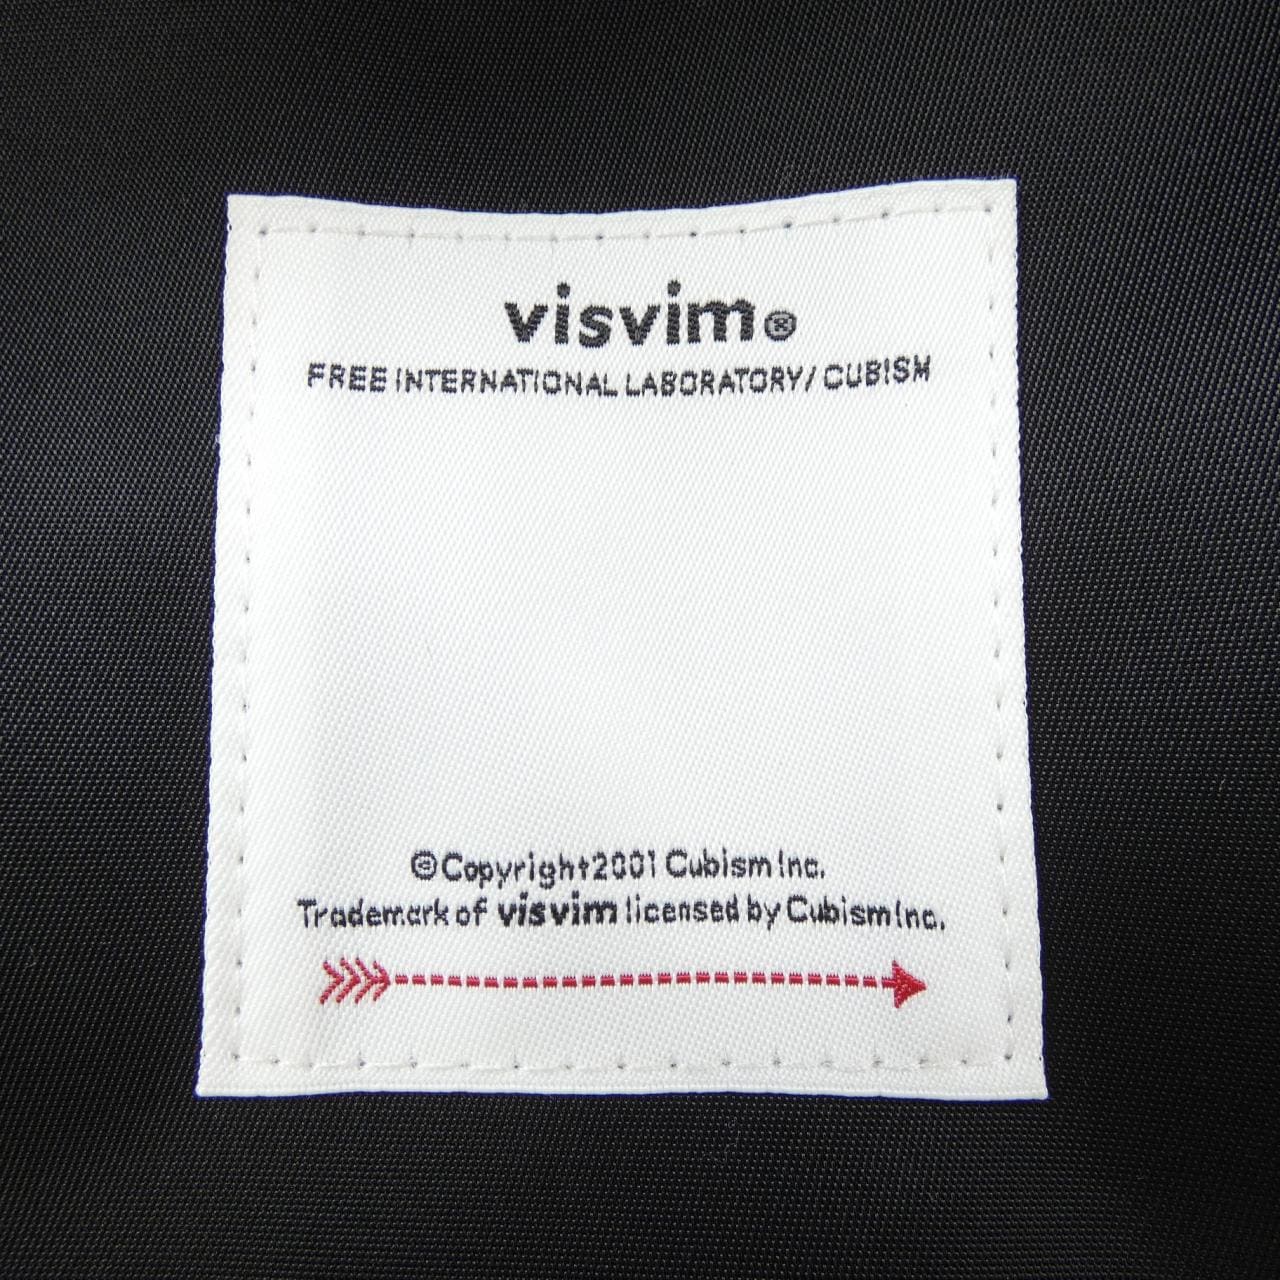 visvim®
FREE INTERNATIONAL LABORATORY/ CUBISM
©Copyright2001 Cubism Inc.
Trademark of visvim licensed by Cubism Inc.